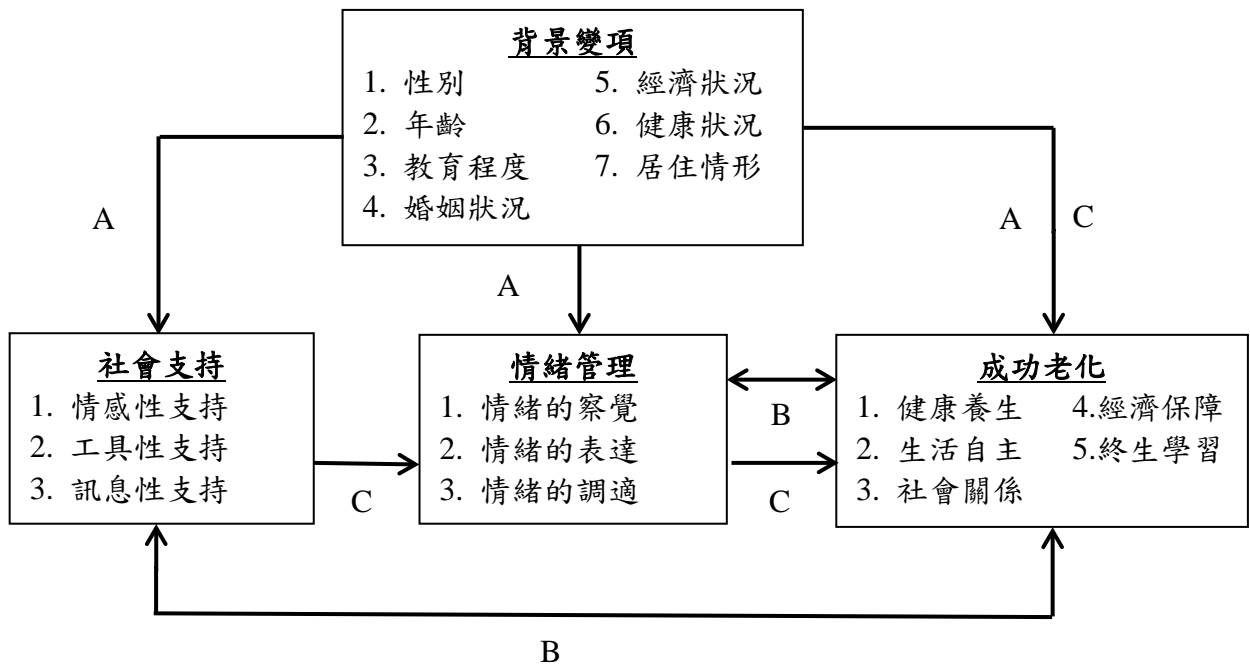 背景變項
1. 性別 5. 經濟狀況
2. 年齡 6. 健康狀況
3. 教育程度 7. 居住情形
4. 婚姻狀況
A
A
A C
社會支持
1. 情感性支持
2. 工具性支持
3. 訊息性支持
C
情緒管理
1. 情緒的察覺
2. 情緒的表達
3. 情緒的調適
B
C
成功老化
1. 健康養生 4.經濟保障
2. 生活自主 5.終生學習
3. 社會關係
B